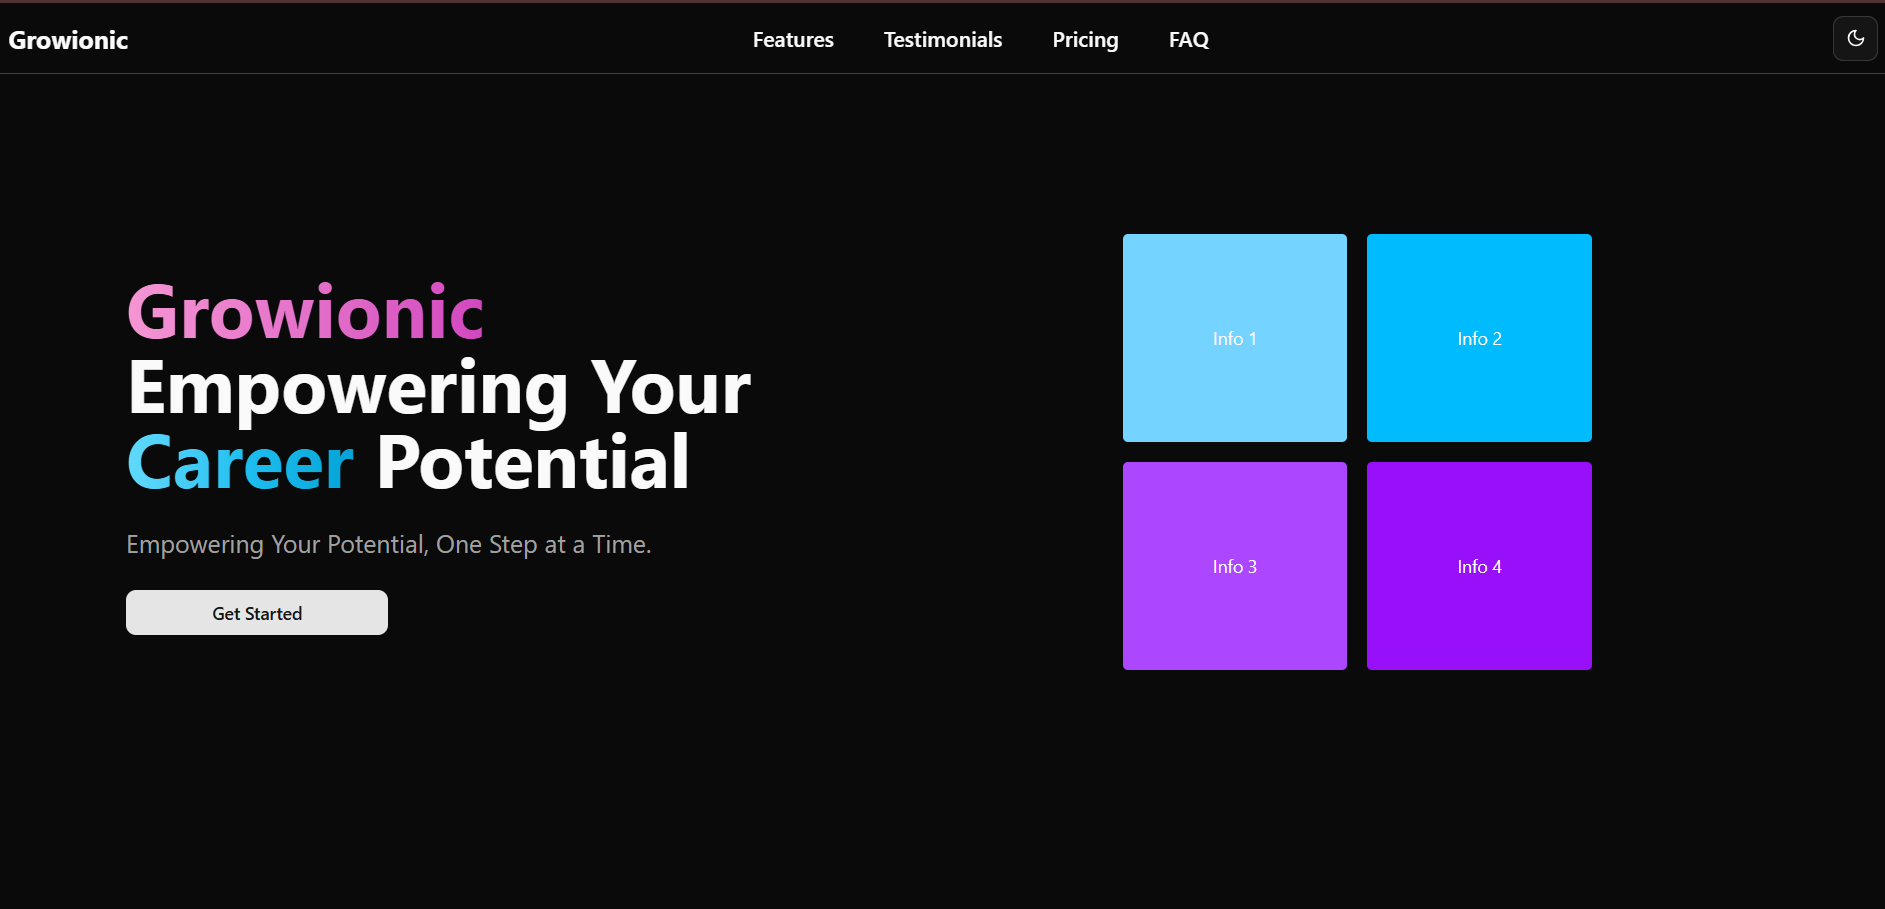 Growionic
Features
Testimonials
Pricing
FAQ
Growionic
Empowering Your
Career Potential
Empowering Your Potential, One Step at a Time.
Get Started
Info 1
Info 2
Info 3
Info 4